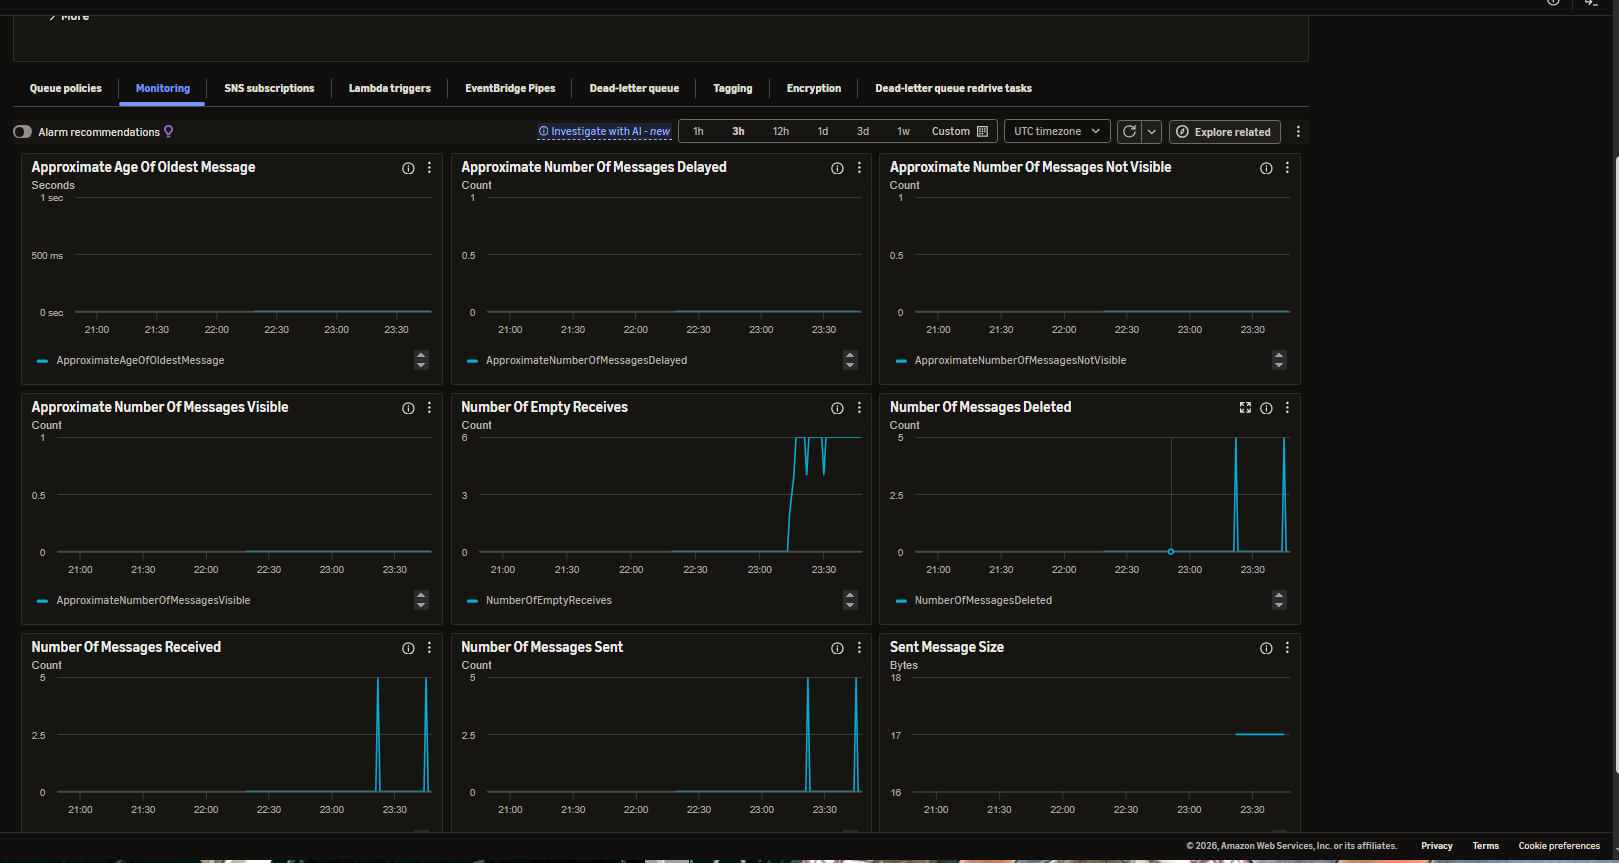 More
Queue policies
Monitoring
SNS subscriptions
Lambda triggers
EventBridge Pipes
Dead-letter queue
Tagging
Encryption
Dead-letter queue redrive tasks
Alarm recommendations
Investigate with AI - new
1h
3h
12h
1d
3d
1w
Custom
UTC timezone
Explore related
Approximate Age Of Oldest Message
Seconds
1 sec
500 ms
0 sec
21:00 21:30 22:00 22:30 23:00 23:30
ApproximateAgeOfOldestMessage
Approximate Number Of Messages Delayed
Count
1
0.5
0
21:00 21:30 22:00 22:30 23:00 23:30
ApproximateNumberOfMessagesDelayed
Approximate Number Of Messages Not Visible
Count
1
0.5
0
21:00 21:30 22:00 22:30 23:00 23:30
ApproximateNumberOfMessagesNotVisible
Approximate Number Of Messages Visible
Count
1
0.5
0
21:00 21:30 22:00 22:30 23:00 23:30
ApproximateNumberOfMessagesVisible
Number Of Empty Receives
Count
6
3
0
21:00 21:30 22:00 22:30 23:00 23:30
NumberOfEmptyReceives
Number Of Messages Deleted
Count
5
2.5
0
21:00 21:30 22:00 22:30 23:00 23:30
NumberOfMessagesDeleted
Number Of Messages Received
Count
5
2.5
0
21:00 21:30 22:00 22:30 23:00 23:30
Number Of Messages Sent
Count
5
2.5
0
21:00 21:30 22:00 22:30 23:00 23:30
Sent Message Size
Bytes
18
17
16
21:00 21:30 22:00 22:30 23:00 23:30
© 2026, Amazon Web Services, Inc. or its affiliates.
Privacy
Terms
Cookie preferences